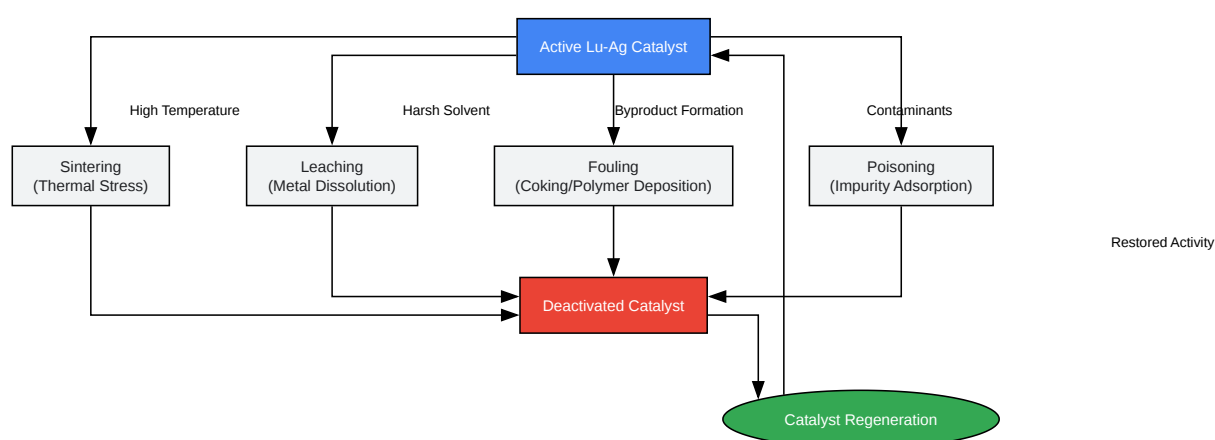 Active Lu-Ag Catalyst
High Temperature
Harsh Solvent
Byproduct Formation
Contaminants
Sintering
(Thermal Stress)
Leaching
(Metal Dissolution)
Fouling
(Coking/Polymer Deposition)
Poisoning
(Impurity Adsorption)
Restored Activity
Deactivated Catalyst
Catalyst Regeneration